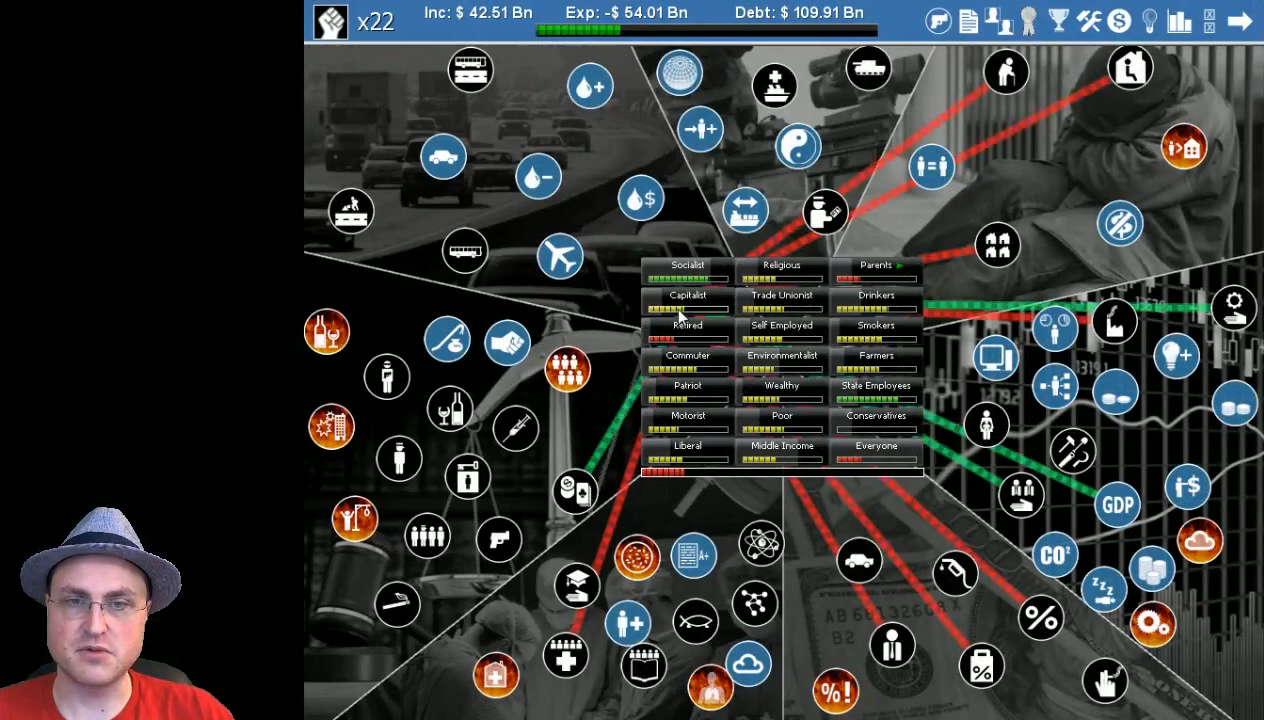 x22 Inc: $ 42.51 Bn Exp: -$ 54.01 Bn Debt: $ 109.91 Bn
Socialist Religious Parents
Capitalist Trade Unionist Drinkers
Retired Self Employed Smokers
Commuter Environmentalist Farmers
Patriot Wealthy State Employees
Motorist Poor Conservatives
Liberal Middle Income Everyone
GDP
CO²
A+
%
%!